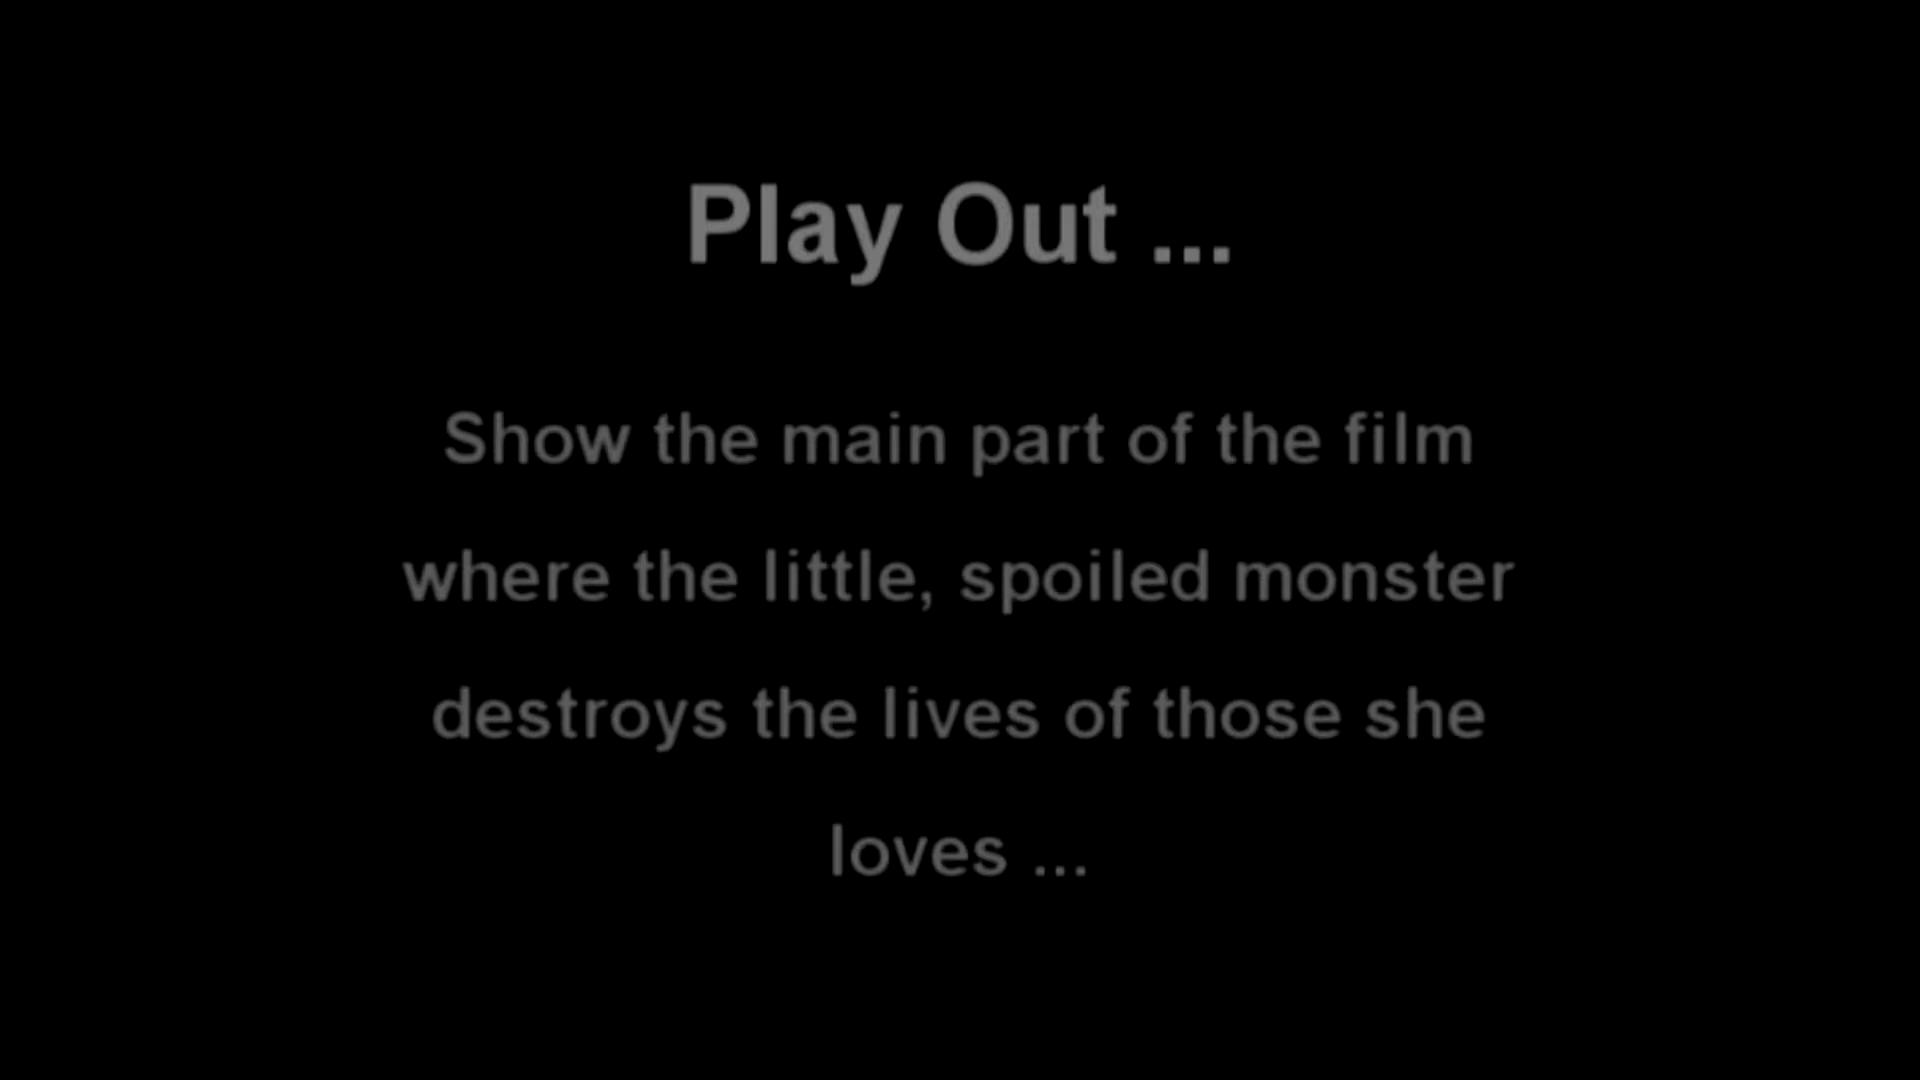 Play Out ...
Show the main part of the film
where the little, spoiled monster
destroys the lives of those she
loves ...